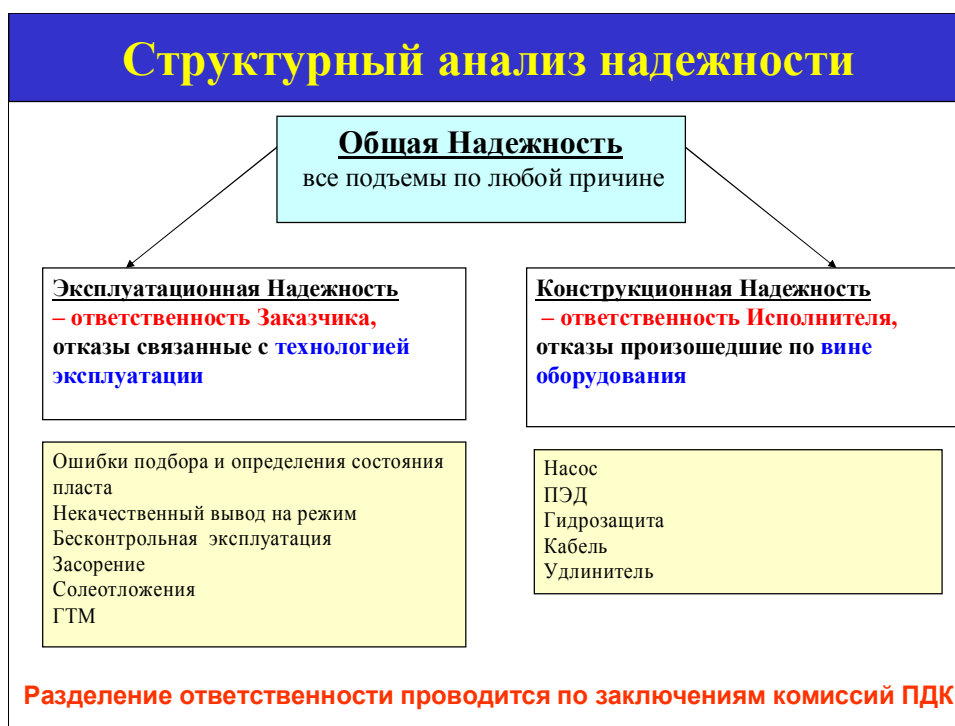 Структурный анализ надежности
Общая Надежность
все подъемы по любой причине
Эксплуатационная Надежность
– ответственность Заказчика,
отказы связанные с технологией
эксплуатации
Конструкционная Надежность
– ответственность Исполнителя,
отказы произошедшие по вине
оборудования
Ошибки подбора и определения состояния
пласта
Некачественный вывод на режим
Бесконтрольная эксплуатация
Засорение
Солеотложения
ГТМ
Насос
ПЭД
Гидрозащита
Кабель
Удлинитель
Разделение ответственности проводится по заключениям комиссий ПДК